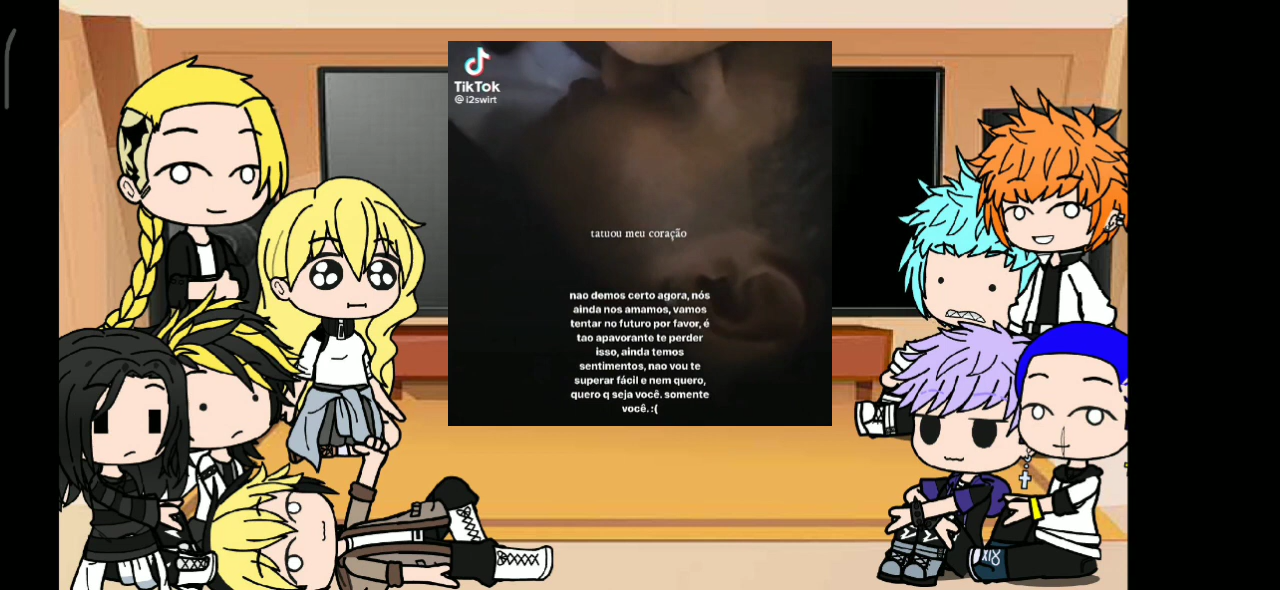 TikTok
@i2swirt
tatuou meu coração
nao demos certo agora, nós
ainda nos amamos, vamos
tentar no futuro por favor, é
tao apavorante te perder
isso, ainda temos
sentimentos, nao vou te
superar fácil e nem quero,
quero q seja você. somente
você. :(